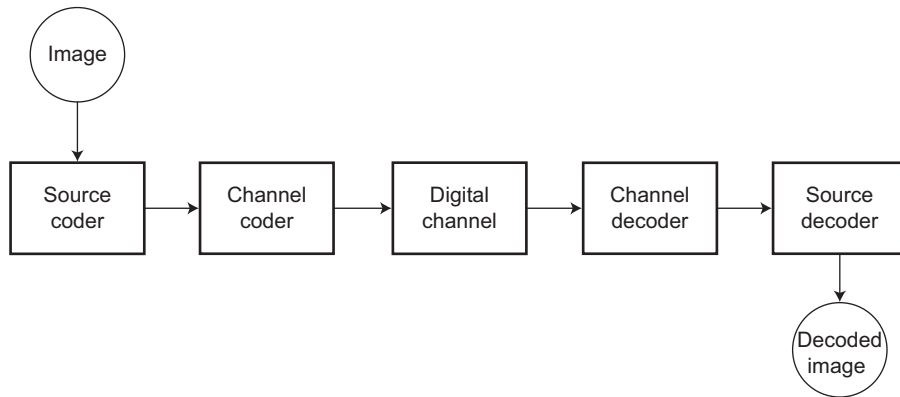 Image
Source
coder
Channel
coder
Digital
channel
Channel
decoder
Source
decoder
Decoded
image